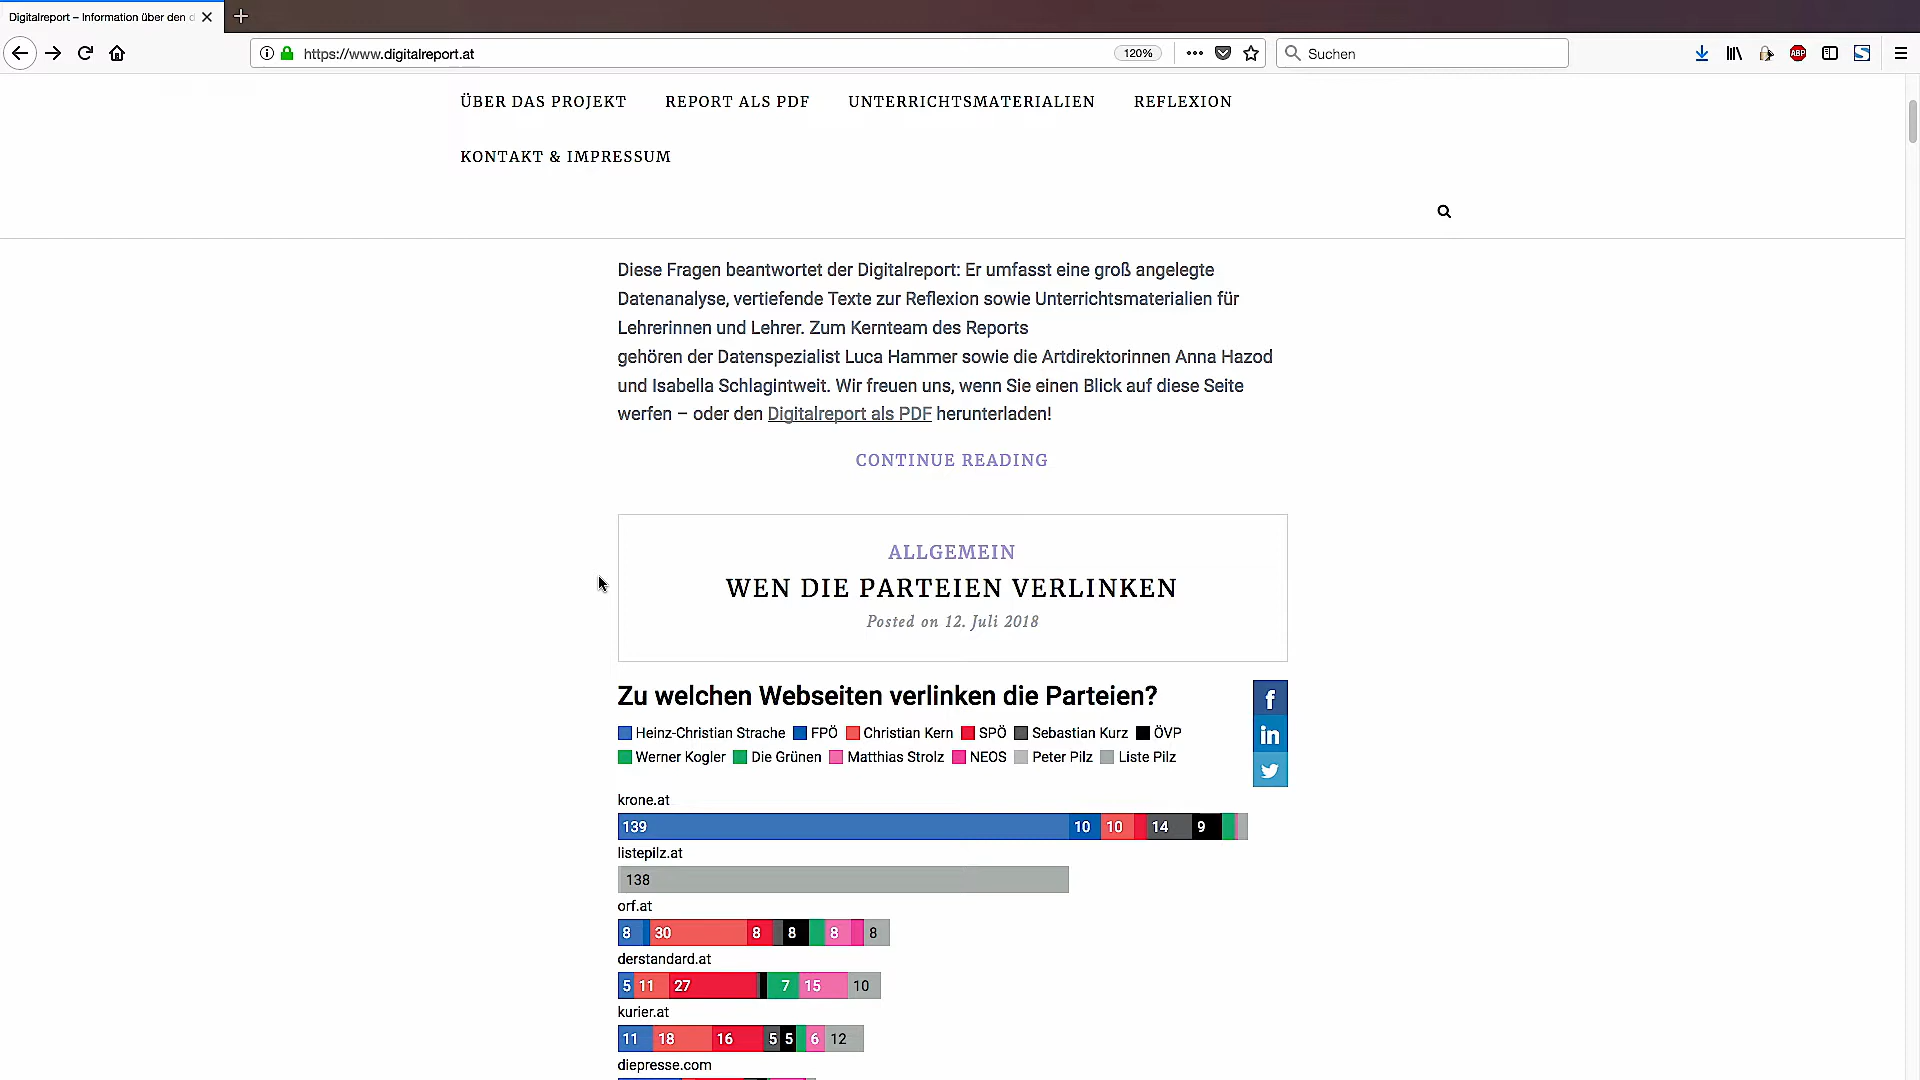 Digitalreport – Information über den d
https://www.digitalreport.at
120%
Suchen
ABP
ÜBER DAS PROJEKT
REPORT ALS PDF
UNTERRICHTSMATERIALIEN
REFLEXION
KONTAKT & IMPRESSUM
Diese Fragen beantwortet der Digitalreport: Er umfasst eine groß angelegte
Datenanalyse, vertiefende Texte zur Reflexion sowie Unterrichtsmaterialien für
Lehrerinnen und Lehrer. Zum Kernteam des Reports
gehören der Datenspezialist Luca Hammer sowie die Artdirektorinnen Anna Hazod
und Isabella Schlagintweit. Wir freuen uns, wenn Sie einen Blick auf diese Seite
werfen – oder den Digitalreport als PDF herunterladen!
CONTINUE READING
ALLGEMEIN
WEN DIE PARTEIEN VERLINKEN
Posted on 12. Juli 2018
Zu welchen Webseiten verlinken die Parteien?
Heinz-Christian Strache FPÖ Christian Kern SPÖ Sebastian Kurz ÖVP
Werner Kogler Die Grünen Matthias Strolz NEOS Peter Pilz Liste Pilz
krone.at
139 10 10 14 9
listepilz.at
138
orf.at
8 30 8 8 8 8
derstandard.at
5 11 27 7 15 10
kurier.at
11 18 16 5 5 6 12
diepresse.com